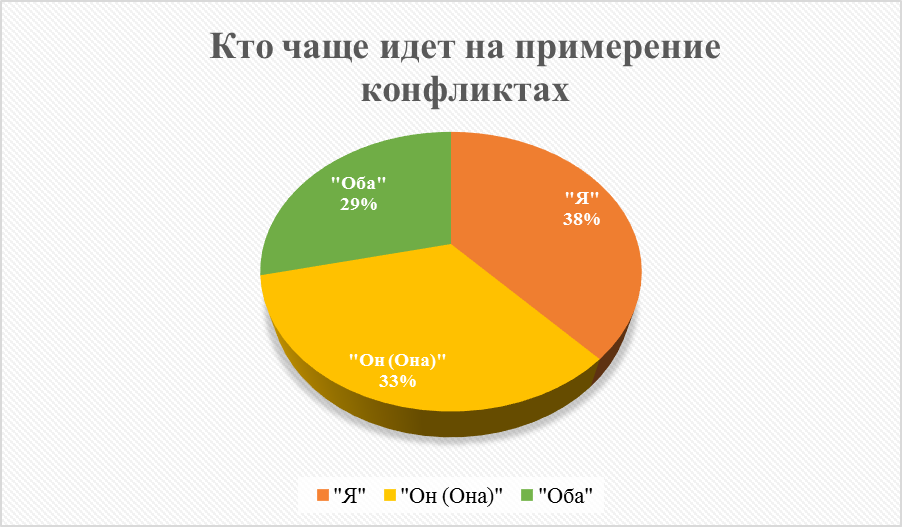 Кто чаще идет на примерение
конфликтах
"Оба"
29%
"Я"
38%
"Он (Она)"
33%
"Я" "Он (Она)" "Оба"